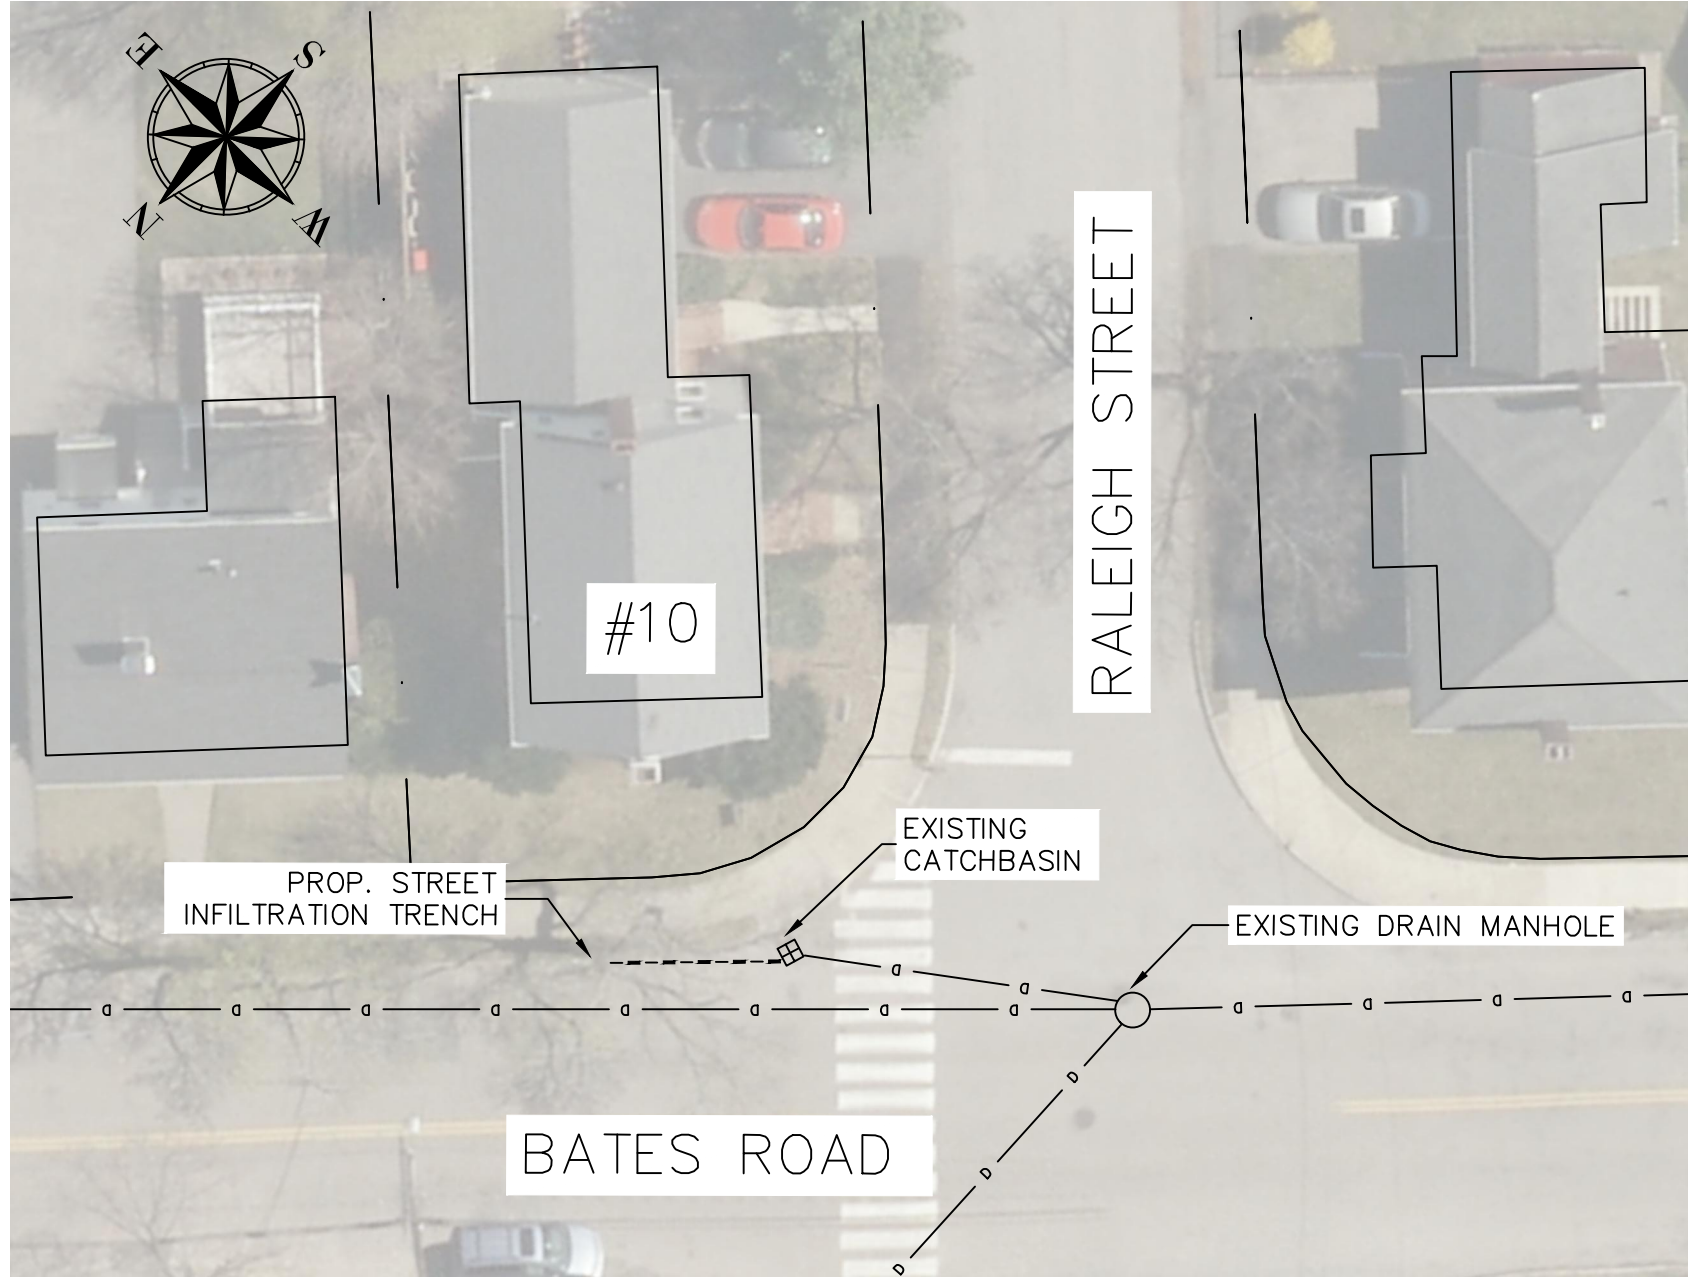 E
S
N
W
RALEIGH STREET
#10
EXISTING
CATCHBASIN
PROP. STREET
INFILTRATION TRENCH
EXISTING DRAIN MANHOLE
D D
D D D D D D D D D D D D
D
D
D
BATES ROAD